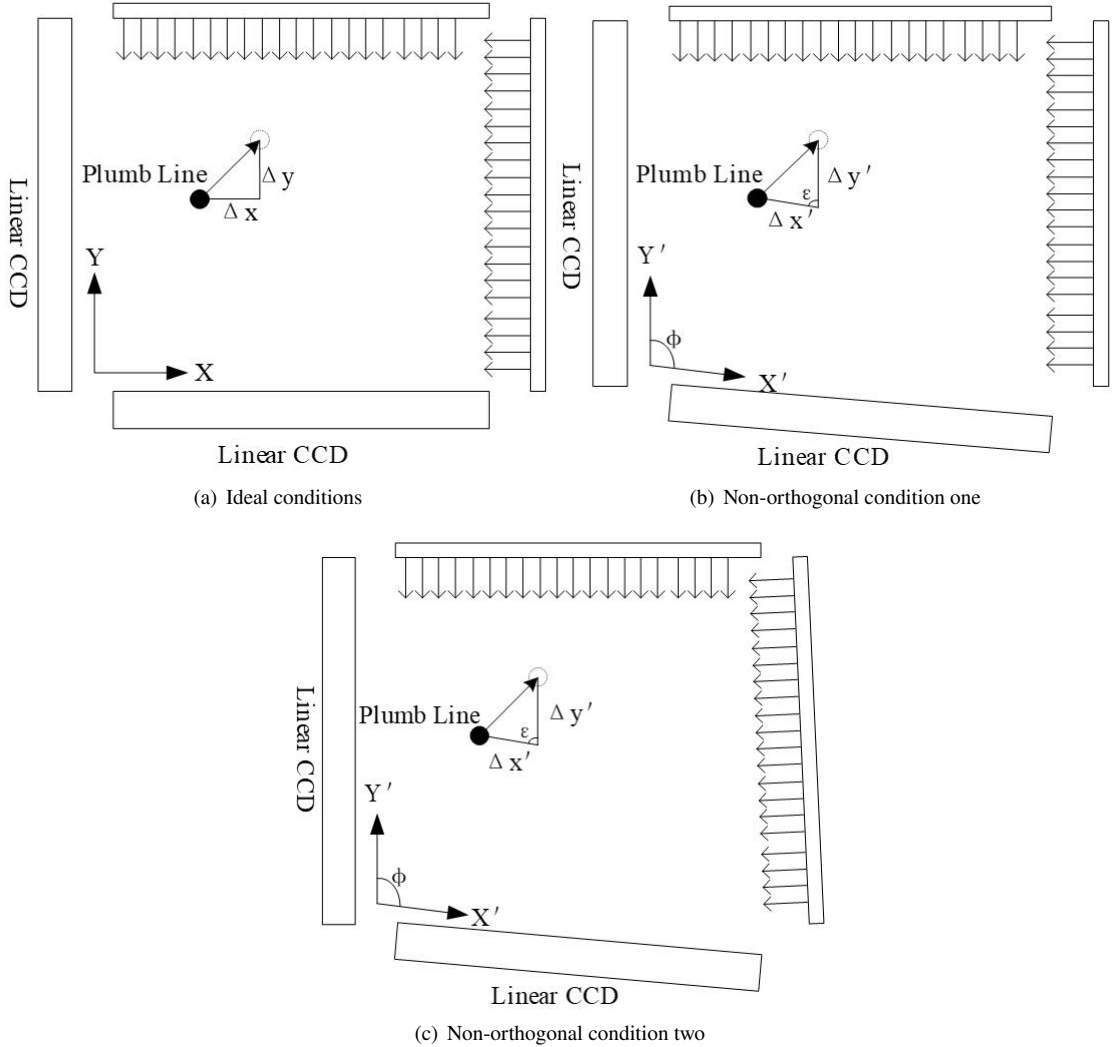 Linear CCD
Plumb Line
Δ y
Δ x
Y
X
Linear CCD
(a) Ideal conditions
Linear CCD
Plumb Line
ε
Δ y′
Δ x′
Y′
ϕ
X′
Linear CCD
(b) Non-orthogonal condition one
Linear CCD
Plumb Line
ε
Δ y′
Δ x′
Y′
ϕ
X′
Linear CCD
(c) Non-orthogonal condition two